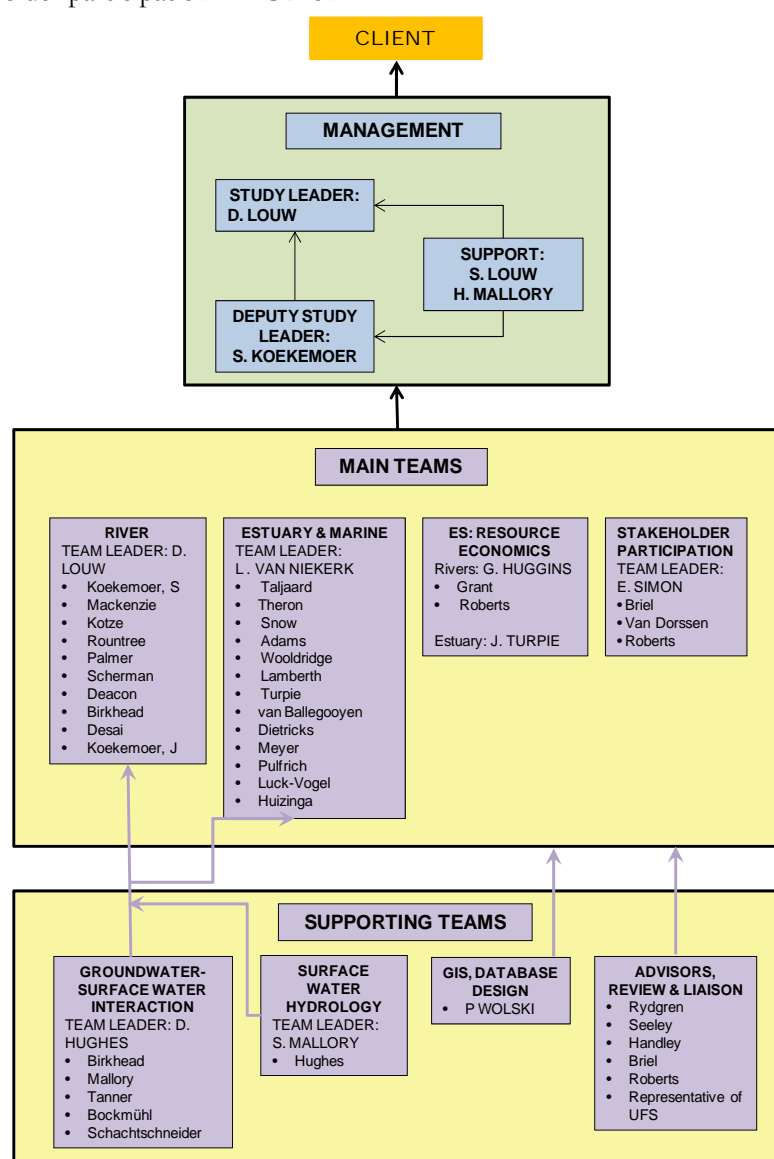 CLIENT
MANAGEMENT
STUDY LEADER:
D. LOUW
SUPPORT:
S. LOUW
H. MALLORY
DEPUTY STUDY
LEADER:
S. KOEKEMOER
MAIN TEAMS
RIVER
TEAM LEADER: D.
LOUW
• Koekemoer, S
• Mackenzie
• Kotze
• Rountree
• Palmer
• Scherman
• Deacon
• Birkhead
• Desai
• Koekemoer, J
ESTUARY & MARINE
TEAM LEADER:
L . VAN NIEKERK
• Taljaard
• Theron
• Snow
• Adams
• Wooldridge
• Lamberth
• Turpie
• van Ballegooyen
• Dietricks
• Meyer
• Pulfrich
• Luck-Vogel
• Huizinga
ES: RESOURCE
ECONOMICS
Rivers: G. HUGGINS
• Grant
• Roberts
Estuary: J. TURPIE
STAKEHOLDER
PARTICIPATION
TEAM LEADER:
E. SIMON
• Briel
• Van Dorssen
• Roberts
SUPPORTING TEAMS
GROUNDWATER-
SURFACE WATER
INTERACTION
TEAM LEADER: D.
HUGHES
• Birkhead
• Mallory
• Tanner
• Bockmühl
• Schachtschneider
SURFACE
WATER
HYDROLOGY
TEAM LEADER:
S. MALLORY
• Hughes
GIS, DATABASE
DESIGN
• P WOLSKI
ADVISORS,
REVIEW & LIAISON
• Rydgren
• Seeley
• Handley
• Briel
• Roberts
• Representative of
UFS